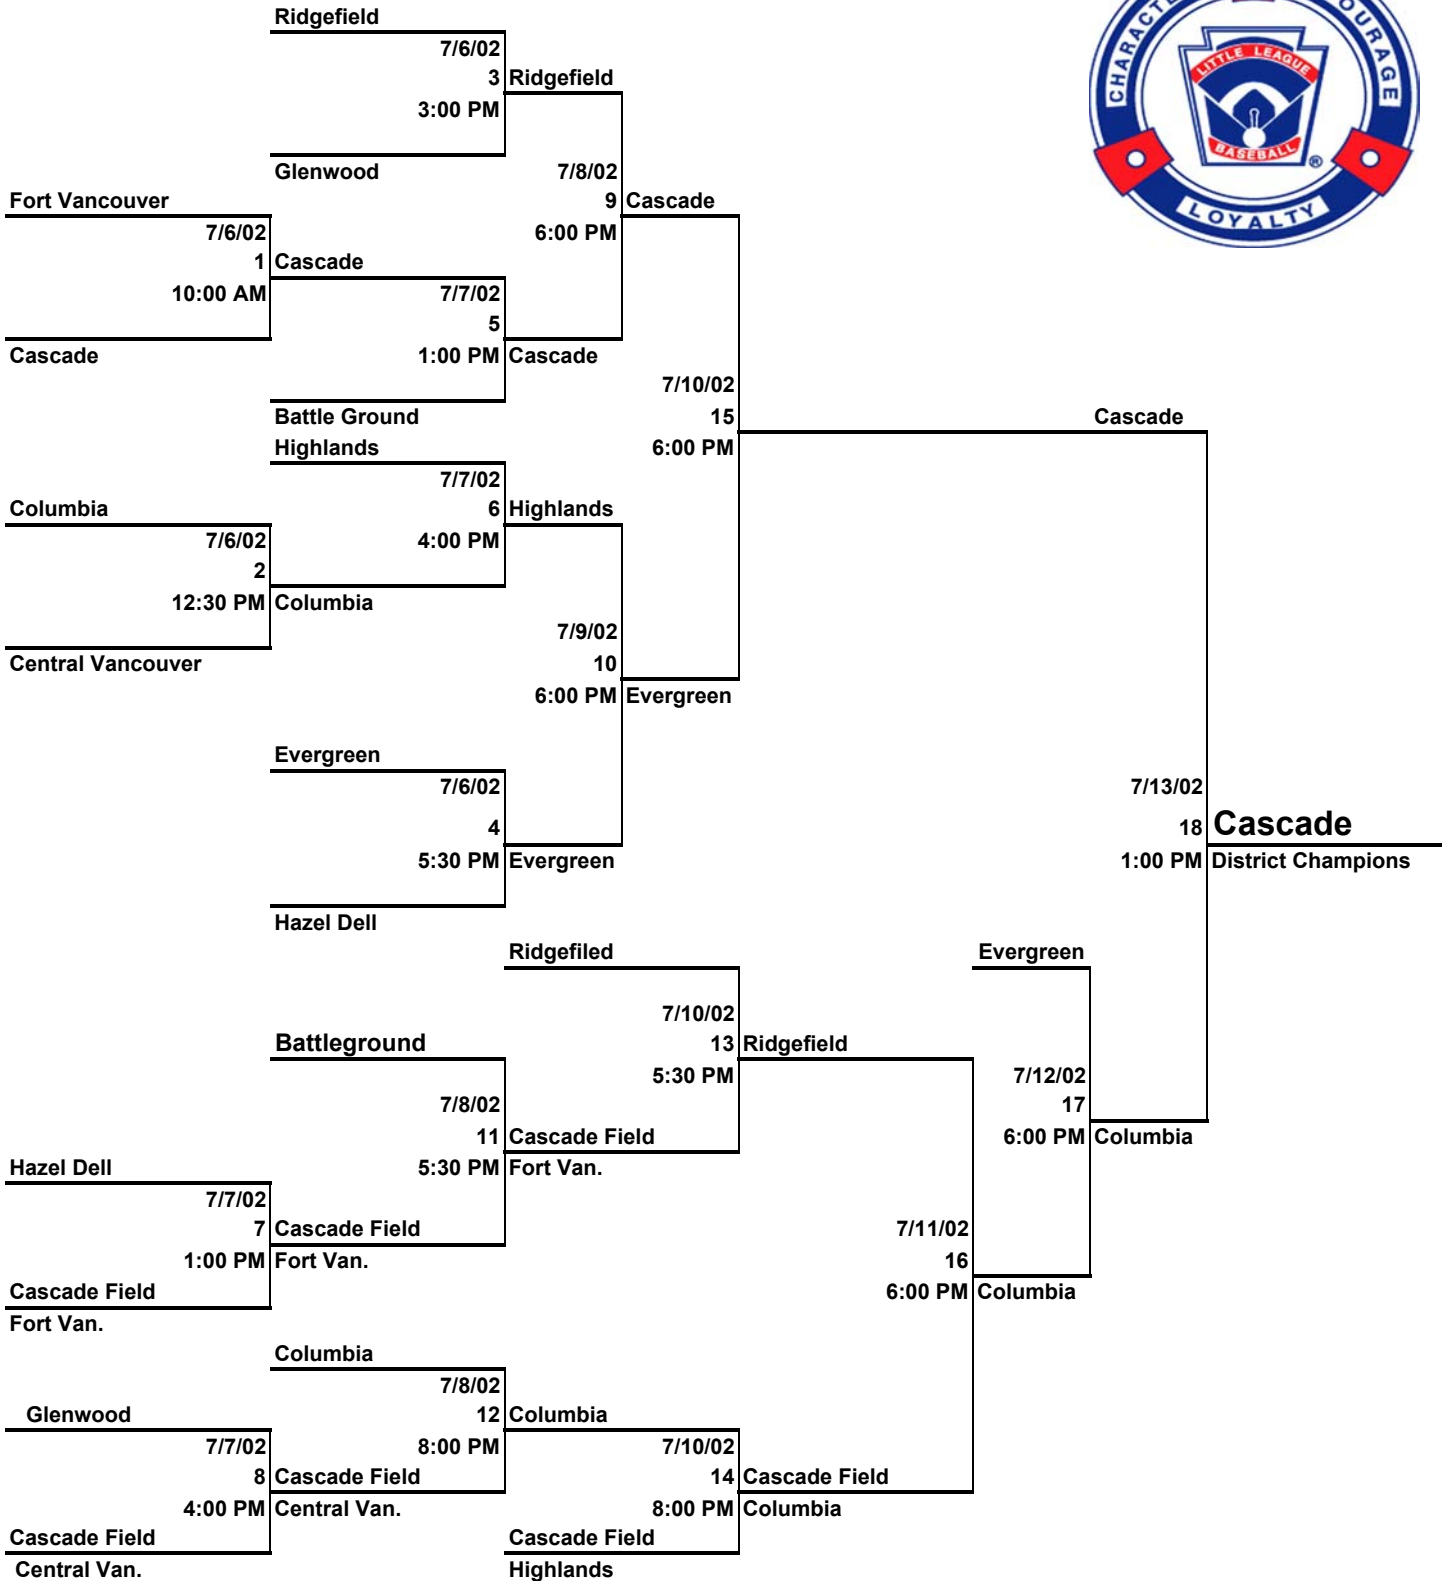 Ridgefield
7/6/02
3 Ridgefield
3:00 PM
Glenwood
7/8/02
Fort Vancouver
9 Cascade
7/6/02
6:00 PM
1 Cascade
10:00 AM
7/7/02
5
Cascade
1:00 PM Cascade
7/10/02
Battle Ground
15
Cascade
Highlands
6:00 PM
7/7/02
Columbia
6 Highlands
7/6/02
4:00 PM
2
12:30 PM Columbia
7/9/02
Central Vancouver
10
6:00 PM Evergreen
Evergreen
7/6/02
7/13/02
4
18 Cascade
5:30 PM Evergreen
1:00 PM District Champions
Hazel Dell
Ridgefiled
Evergreen
7/10/02
Battleground
13 Ridgefield
5:30 PM
7/12/02
7/8/02
17
11 Cascade Field
6:00 PM Columbia
Hazel Dell
5:30 PM Fort Van.
7/7/02
7 Cascade Field
7/11/02
1:00 PM Fort Van.
16
Cascade Field
6:00 PM Columbia
Fort Van.
Columbia
7/8/02
Glenwood
12 Columbia
7/7/02
8:00 PM
7/10/02
8 Cascade Field
14 Cascade Field
4:00 PM Central Van.
8:00 PM Columbia
Cascade Field
Cascade Field
Central Van.
Highlands
LITTLE LEAGUE
BASEBALL
®
LOYALTY